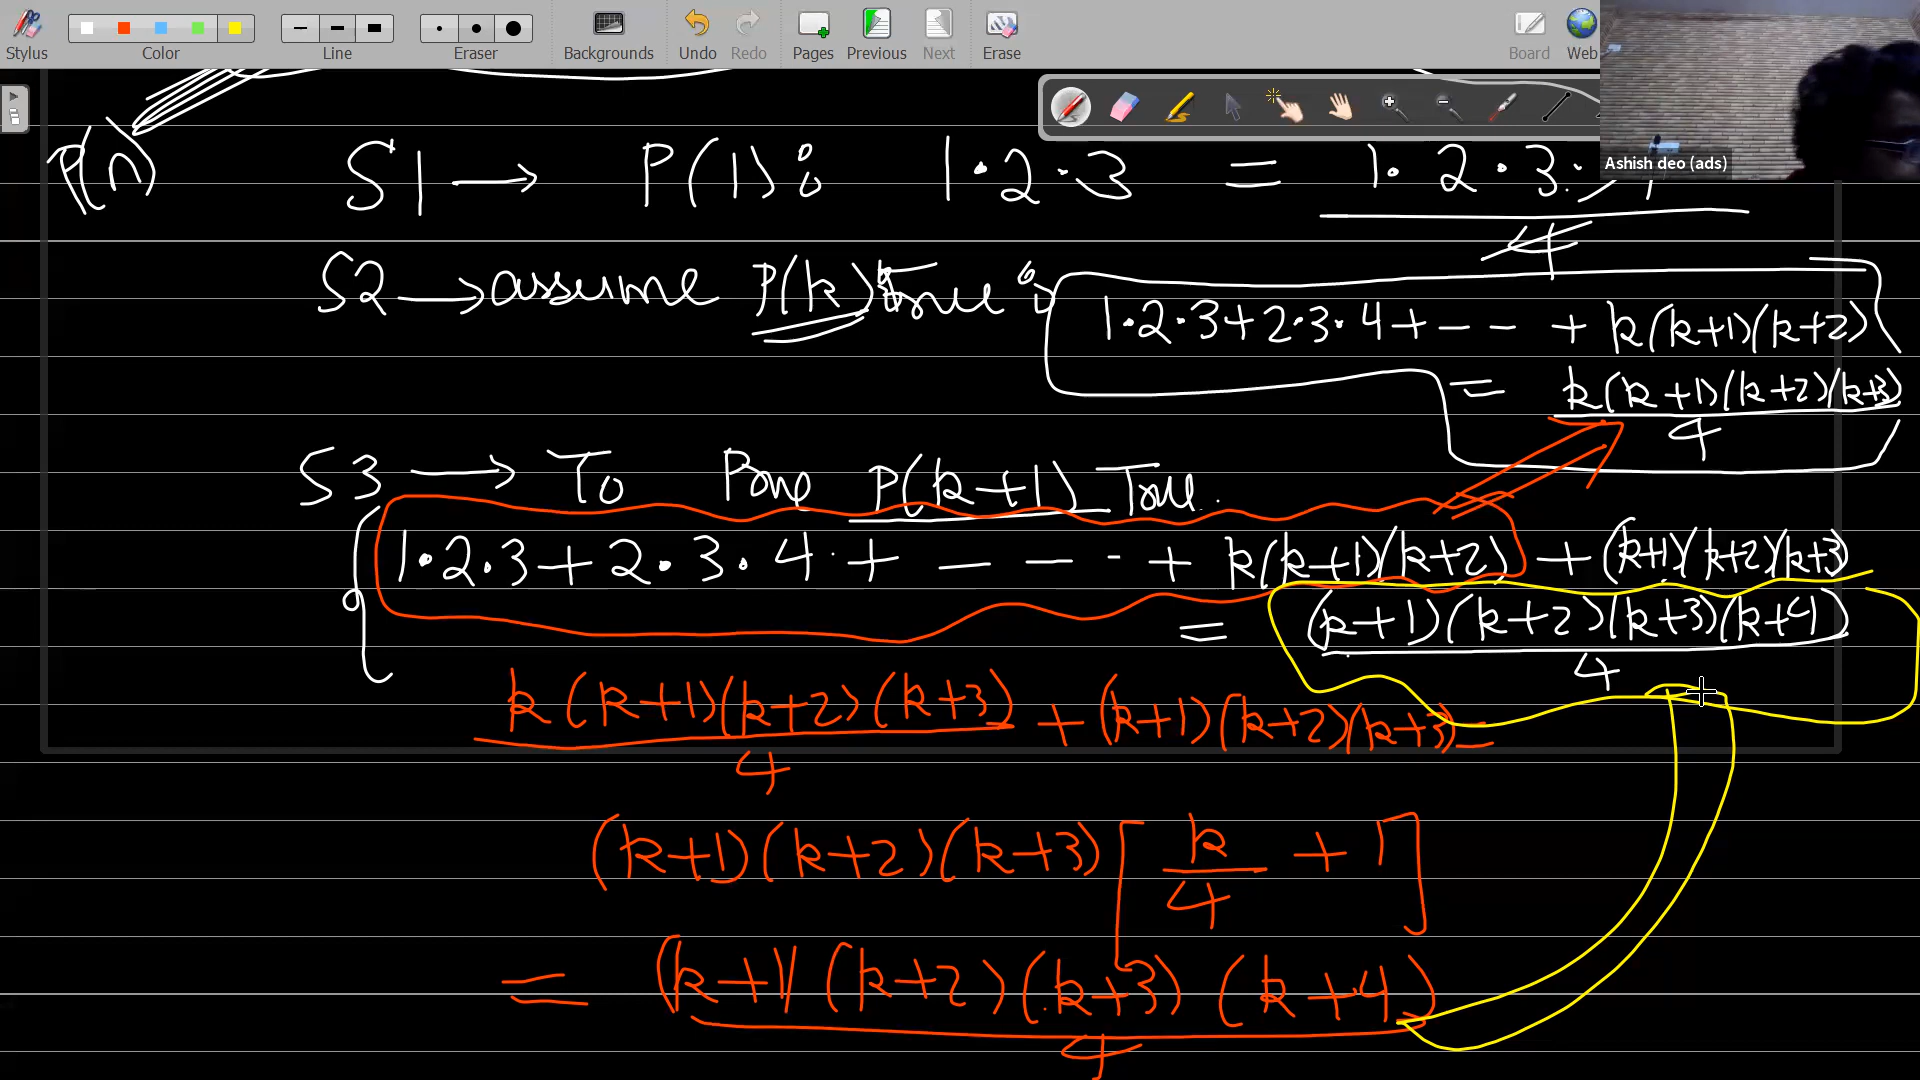 Stylus Color Line Eraser Backgrounds Undo Redo Pages Previous Next Erase Board Web
Ashish deo (ads)
P(n) S1 → P(1): 1·2·3 = 1·2·3·
4
S2 → assume P(k) true :
1·2·3 + 2·3·4 + - - + k(k+1)(k+2)
= k(k+1)(k+2)(k+3)
4
S3 → To Prove P(k+1) True.
1·2·3 + 2·3·4 + - - - + k(k+1)(k+2) + (k+1)(k+2)(k+3)
= (k+1)(k+2)(k+3)(k+4)
4
k(k+1)(k+2)(k+3) + (k+1)(k+2)(k+3) =
4
(k+1)(k+2)(k+3) [ k/4 + 1 ]
= (k+1)(k+2)(k+3)(k+4)
4